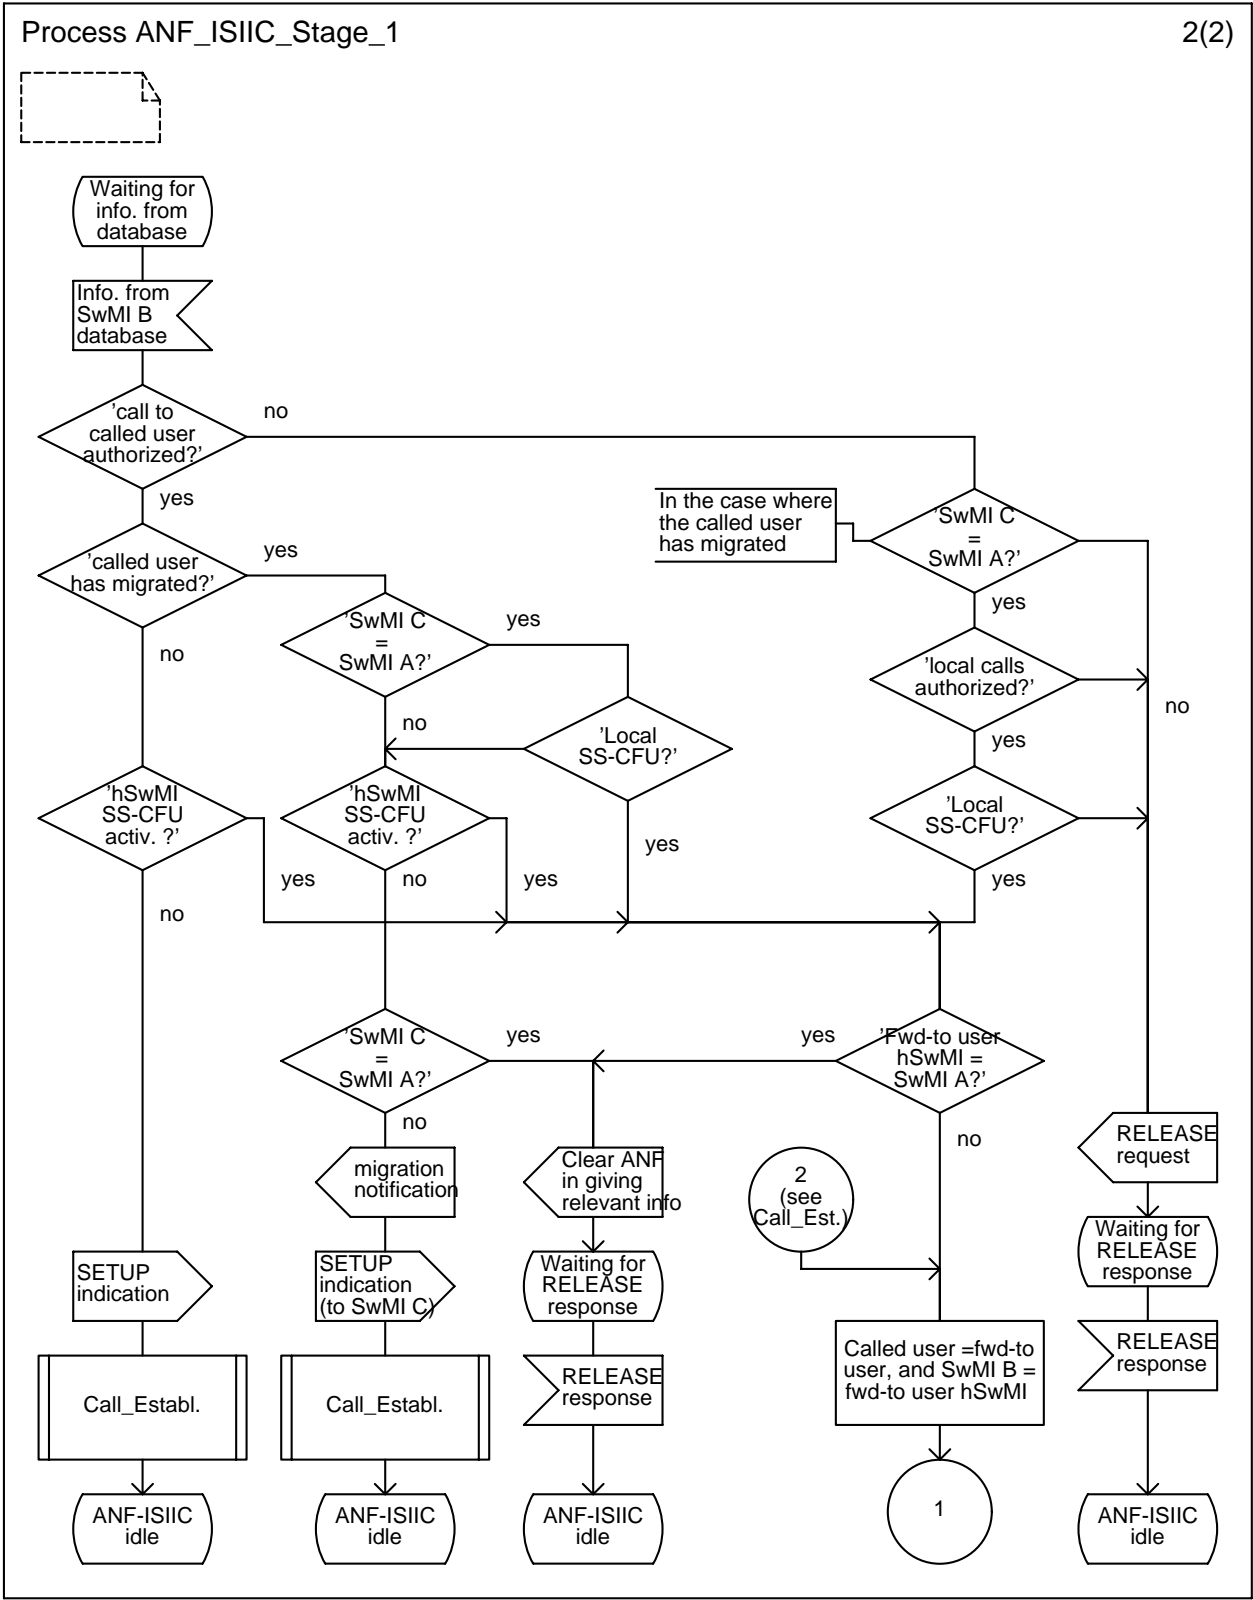 Process ANF_ISIIC_Stage_1
2(2)
Waiting for
info. from
database
Info. from
SwMI B
database
'call to
called user
authorized?'
no
yes
'called user
has migrated?'
yes
no
In the case where
the called user
has migrated
'SwMI C
=
SwMI A?'
yes
no
'SwMI C
=
SwMI A?'
yes
no
'local calls
authorized?'
yes
no
'Local
SS-CFU?'
yes
'hSwMI
SS-CFU
activ. ?'
yes
no
'hSwMI
SS-CFU
activ. ?'
no
yes
'Local
SS-CFU?'
yes
'SwMI C
=
SwMI A?'
yes
no
yes
'Fwd-to user
hSwMI =
SwMI A?'
no
migration
notification
Clear ANF
in giving
relevant info
2
(see
Call_Est.)
RELEASE
request
SETUP
indication
SETUP
indication
(to SwMI C)
Waiting for
RELEASE
response
Waiting for
RELEASE
response
Call_Establ.
Call_Establ.
RELEASE
response
Called user =fwd-to
user, and SwMI B =
fwd-to user hSwMI
RELEASE
response
ANF-ISIIC
idle
ANF-ISIIC
idle
ANF-ISIIC
idle
1
ANF-ISIIC
idle